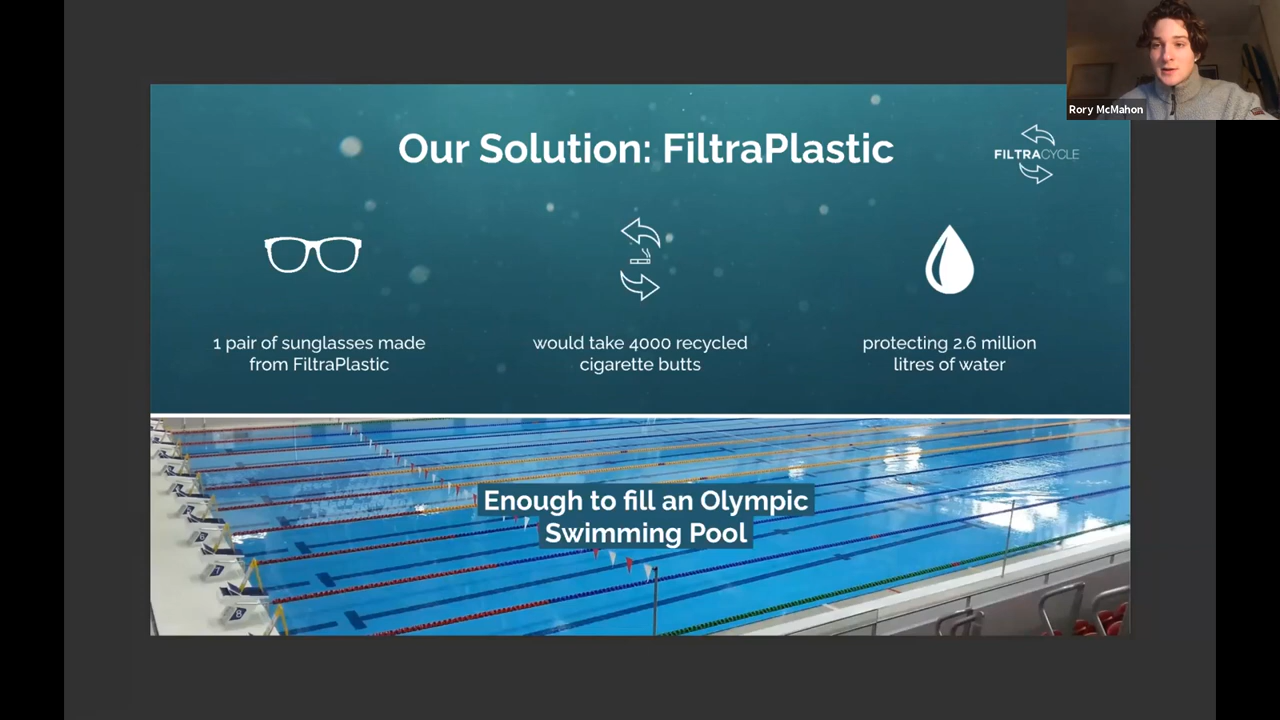 Rory McMahon
Our Solution: FiltraPlastic
FILTRACYCLE
1 pair of sunglasses made
from FiltraPlastic
would take 4000 recycled
cigarette butts
protecting 2.6 million
litres of water
Enough to fill an Olympic
Swimming Pool